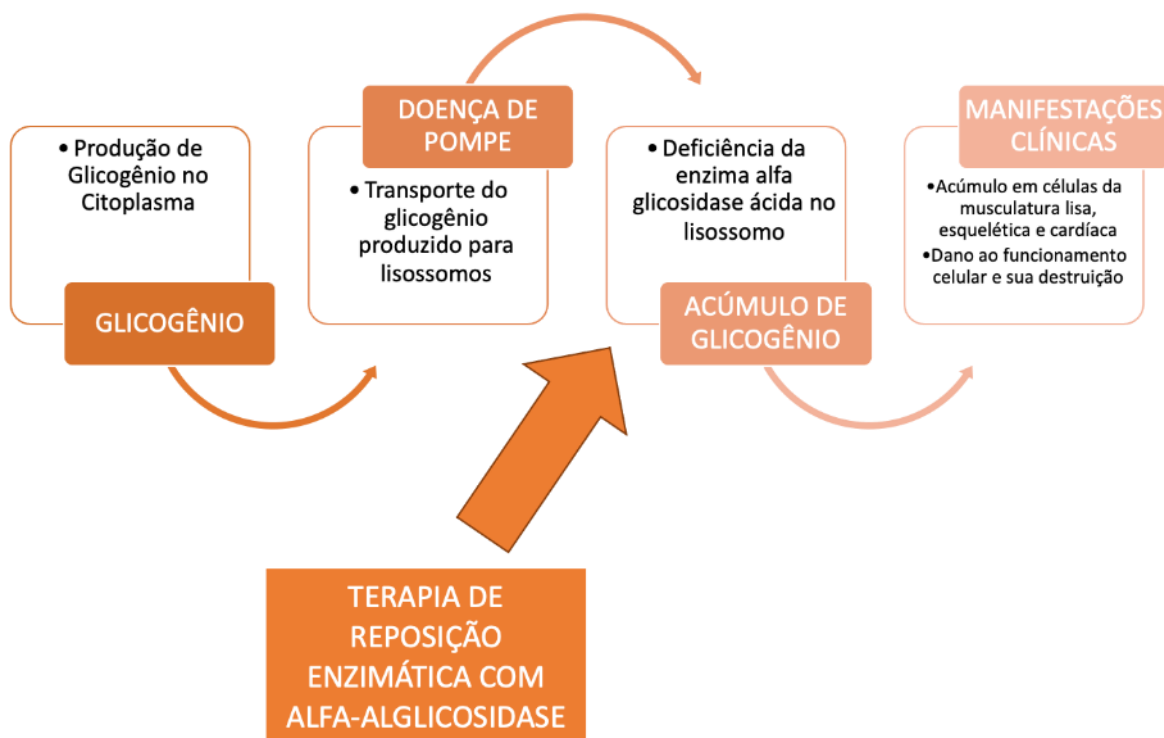 • Produção de
Glicogênio no
Citoplasma
GLICOGÊNIO
DOENÇA DE
POMPE
• Transporte do
glicogênio
produzido para
lisossomos
• Deficiência da
enzima alfa
glicosidase ácida no
lisossomo
ACÚMULO DE
GLICOGÊNIO
MANIFESTAÇÕES
CLÍNICAS
•Acúmulo em células da
musculatura lisa,
esquelética e cardíaca
•Dano ao funcionamento
celular e sua destruição
TERAPIA DE
REPOSIÇÃO
ENZIMÁTICA COM
ALFA-ALGLICOSIDASE